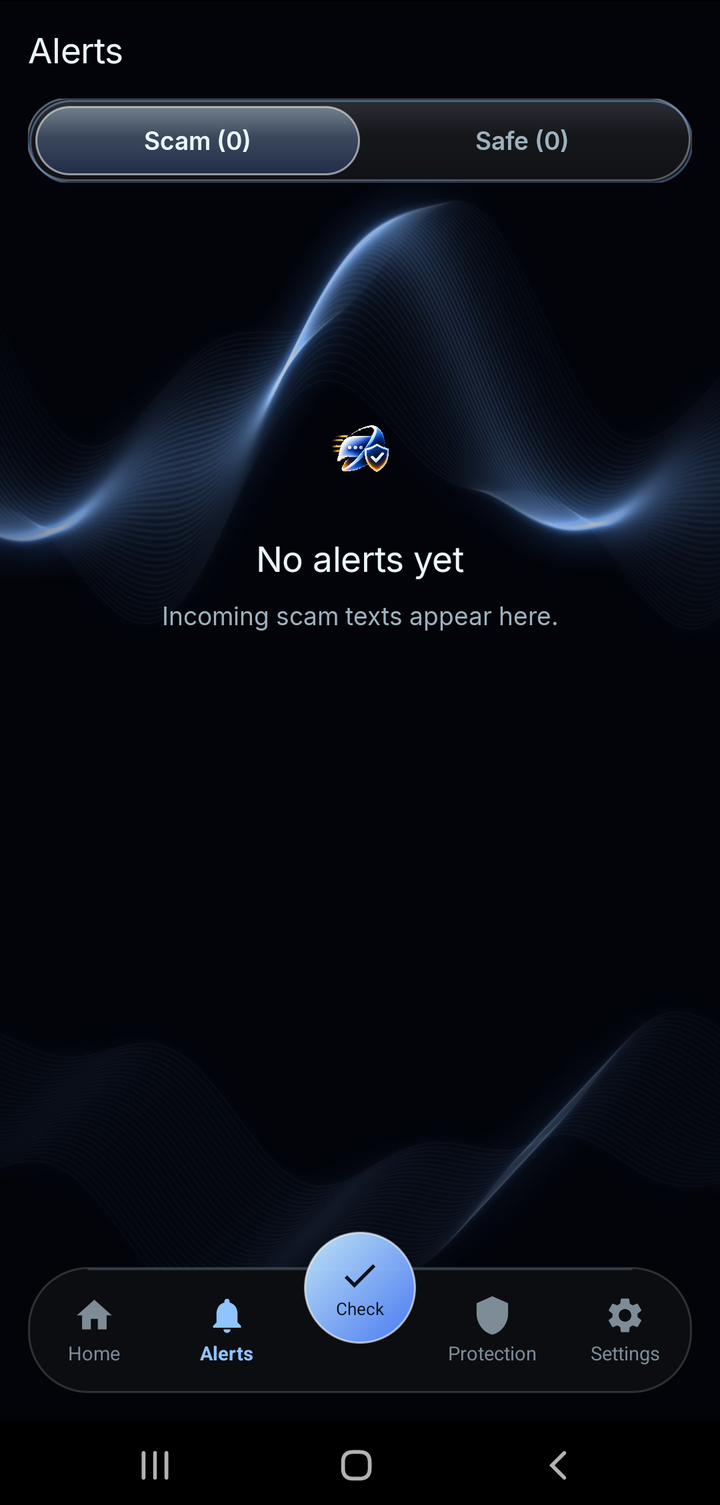 Alerts
Scam (0)
Safe (0)
No alerts yet
Incoming scam texts appear here.
Check
Home
Alerts
Protection
Settings